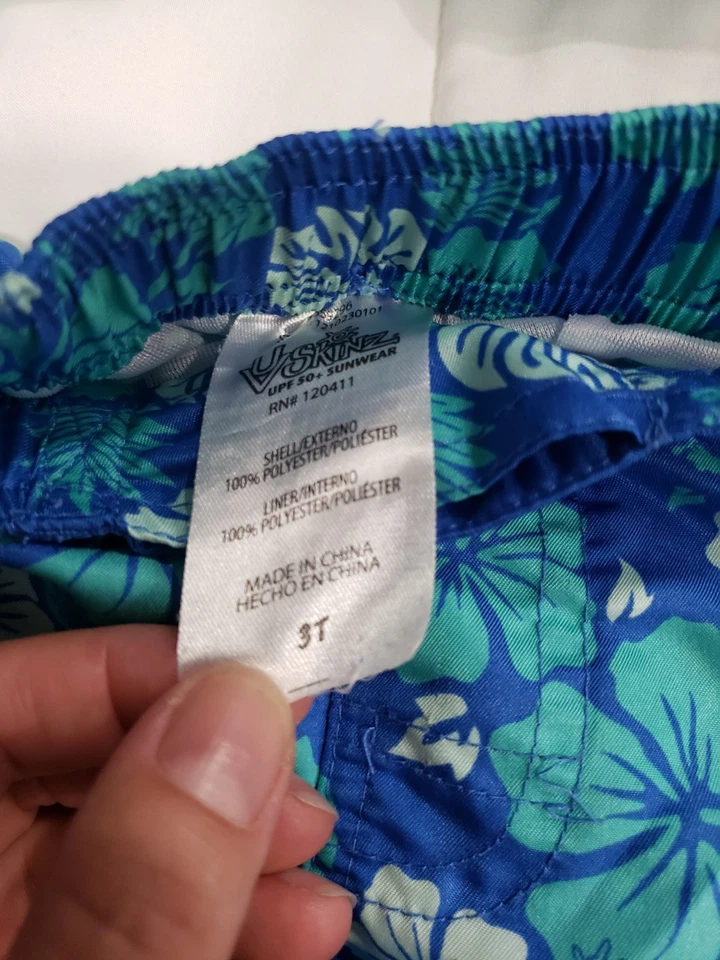 1510230101
UV SKINZ
UPF 50+ SUNWEAR
RN# 120411
SHELL/EXTERNO
100% POLYESTER/POLIÉSTER
LINER/INTERNO
100% POLYESTER/POLIÉSTER
MADE IN CHINA
HECHO EN CHINA
3T